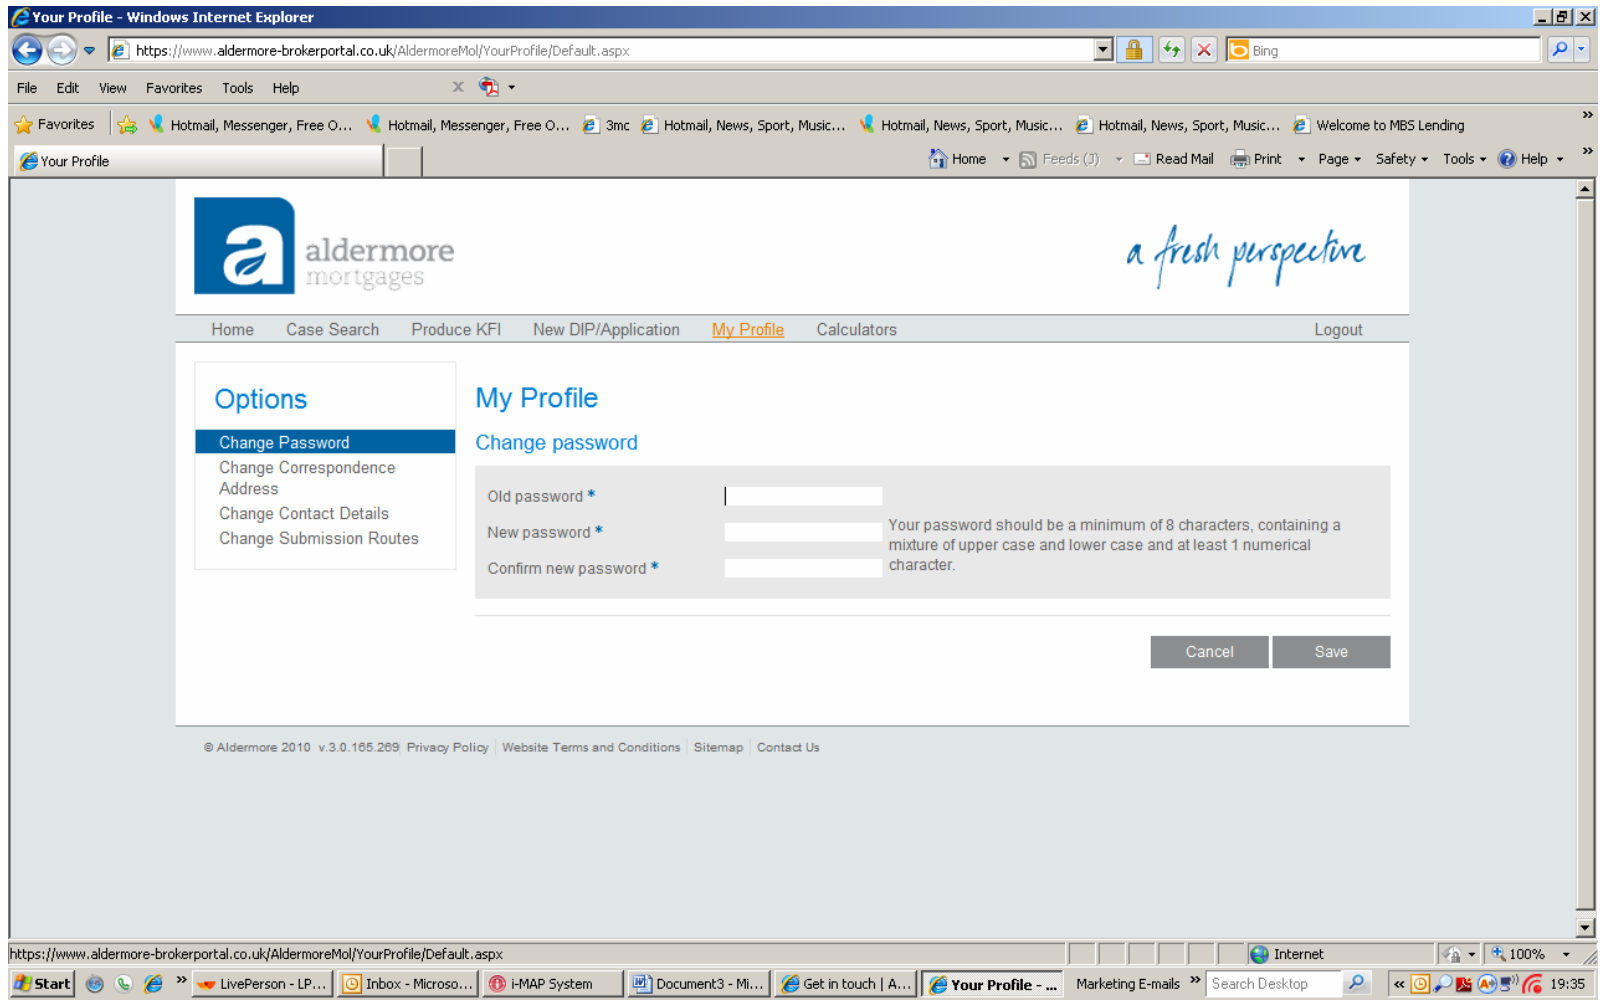 Your Profile - Windows Internet Explorer
https://www.aldermore-brokerportal.co.uk/AldermoreMol/YourProfile/Default.aspx
Bing
File Edit View Favorites Tools Help
Favorites Hotmail, Messenger, Free O... Hotmail, Messenger, Free O... 3mc Hotmail, News, Sport, Music... Hotmail, News, Sport, Music... Hotmail, News, Sport, Music... Welcome to MBS Lending
Your Profile
Home Feeds (J) Read Mail Print Page Safety Tools Help
a
aldermore
mortgages
a fresh perspective
Home Case Search Produce KFI New DIP/Application My Profile Calculators Logout
Options
Change Password
Change Correspondence
Address
Change Contact Details
Change Submission Routes
My Profile
Change password
Old password *
New password *
Confirm new password *
Your password should be a minimum of 8 characters, containing a
mixture of upper case and lower case and at least 1 numerical
character.
Cancel Save
© Aldermore 2010 v.3.0.165.269 Privacy Policy Website Terms and Conditions Sitemap Contact Us
https://www.aldermore-brokerportal.co.uk/AldermoreMol/YourProfile/Default.aspx
Internet 100%
Start LivePerson - LP... Inbox - Microso... i-MAP System Document3 - Mi... Get in touch | A... Your Profile - ... Marketing E-mails Search Desktop 19:35